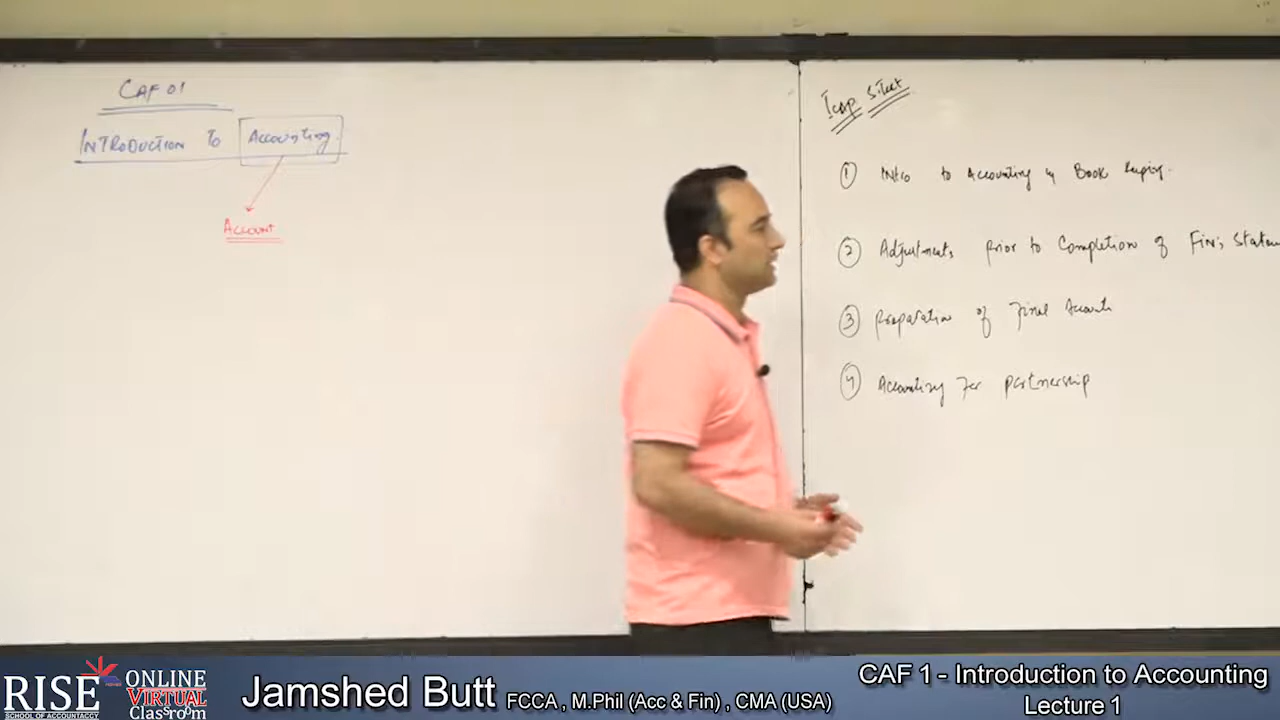 CAF 01
INTRODUCTION To Accounting
Account
Icap
① Intro to Accounting & Book keeping.
② Adjustments prior to Completion of Fin:
③ Preparation of Final Accounts
④ Accounting For partnership
RISE
SCHOOL OF ACCOUNTANCY
ONLINE
VIRTUAL
Classroom
Jamshed Butt FCCA , M.Phil (Acc & Fin) , CMA (USA)
CAF 1 - Introduction to Accounting
Lecture 1